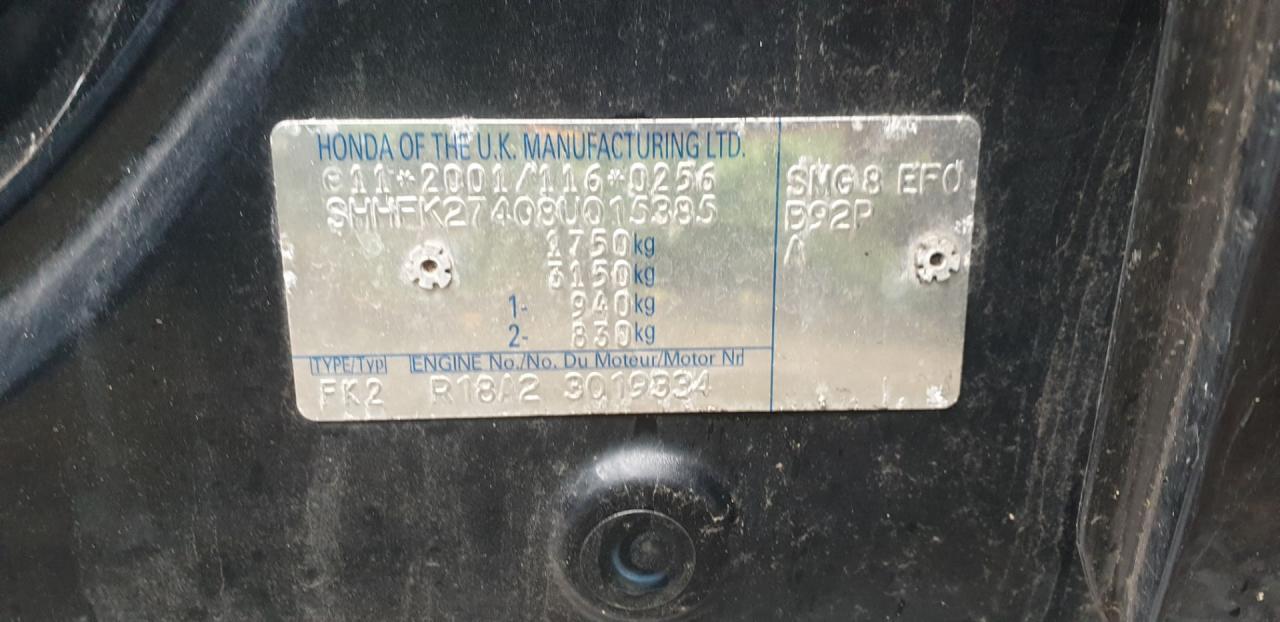 HONDA OF THE U.K. MANUFACTURING LTD.
e11*2001/116*0256
SHHFK27408U015385
1750kg
3150kg
1- 940kg
2- 830kg
TYPE/Typ ENGINE No./No. Du Moteur/Motor Nr
FK2 R18A2 3019334
SMG8 EF0
B92P
A